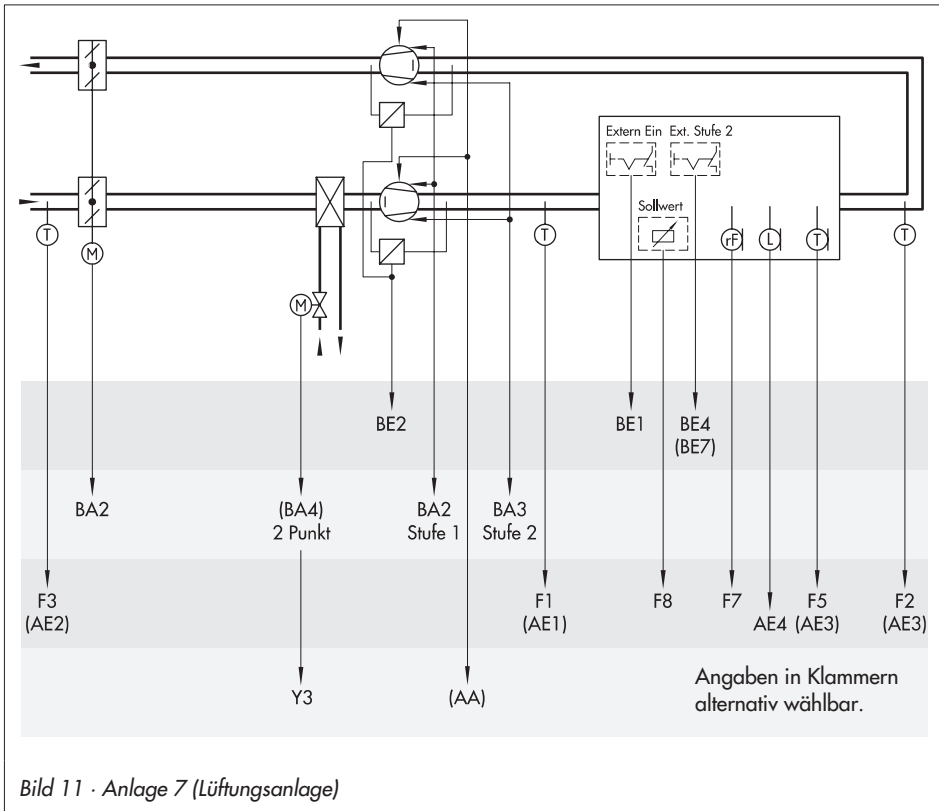 Extern Ein Ext. Stufe 2
Sollwert
I
I
rF L T
T M T T
M
BE2 BE1 BE4
(BE7)
BA2 (BA4) BA2 BA3
2 Punkt Stufe 1 Stufe 2
F3 F1 F8 F7 AE4 F5 F2
(AE2) (AE1) (AE3) (AE3)
Y3 (AA)
Angaben in Klammern
alternativ wählbar.
Bild 11 · Anlage 7 (Lüftungsanlage)